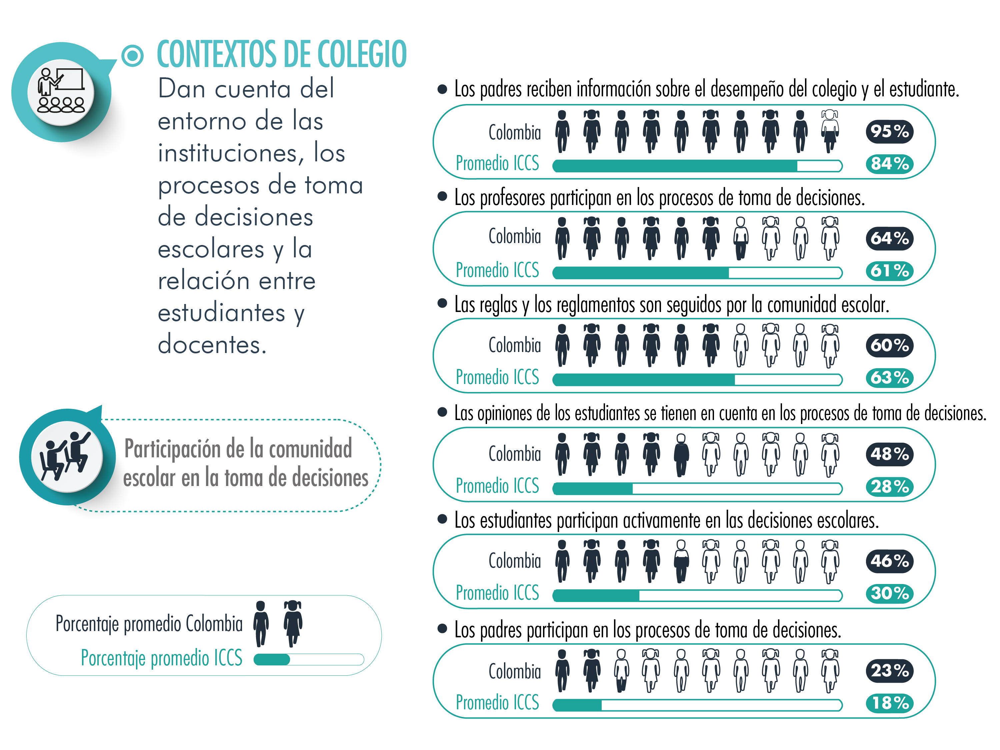 CONTEXTOS DE COLEGIO
Dan cuenta del
entorno de las
instituciones, los
procesos de toma
de decisiones
escolares y la
relación entre
estudiantes y
docentes.
Participación de la comunidad
escolar en la toma de decisiones
Porcentaje promedio Colombia
Porcentaje promedio ICCS
Los padres reciben información sobre el desempeño del colegio y el estudiante.
Colombia 95%
Promedio ICCS 84%
Los profesores participan en los procesos de toma de decisiones.
Colombia 64%
Promedio ICCS 61%
Las reglas y los reglamentos son seguidos por la comunidad escolar.
Colombia 60%
Promedio ICCS 63%
Las opiniones de los estudiantes se tienen en cuenta en los procesos de toma de decisiones.
Colombia 48%
Promedio ICCS 28%
Los estudiantes participan activamente en las decisiones escolares.
Colombia 46%
Promedio ICCS 30%
Los padres participan en los procesos de toma de decisiones.
Colombia 23%
Promedio ICCS 18%